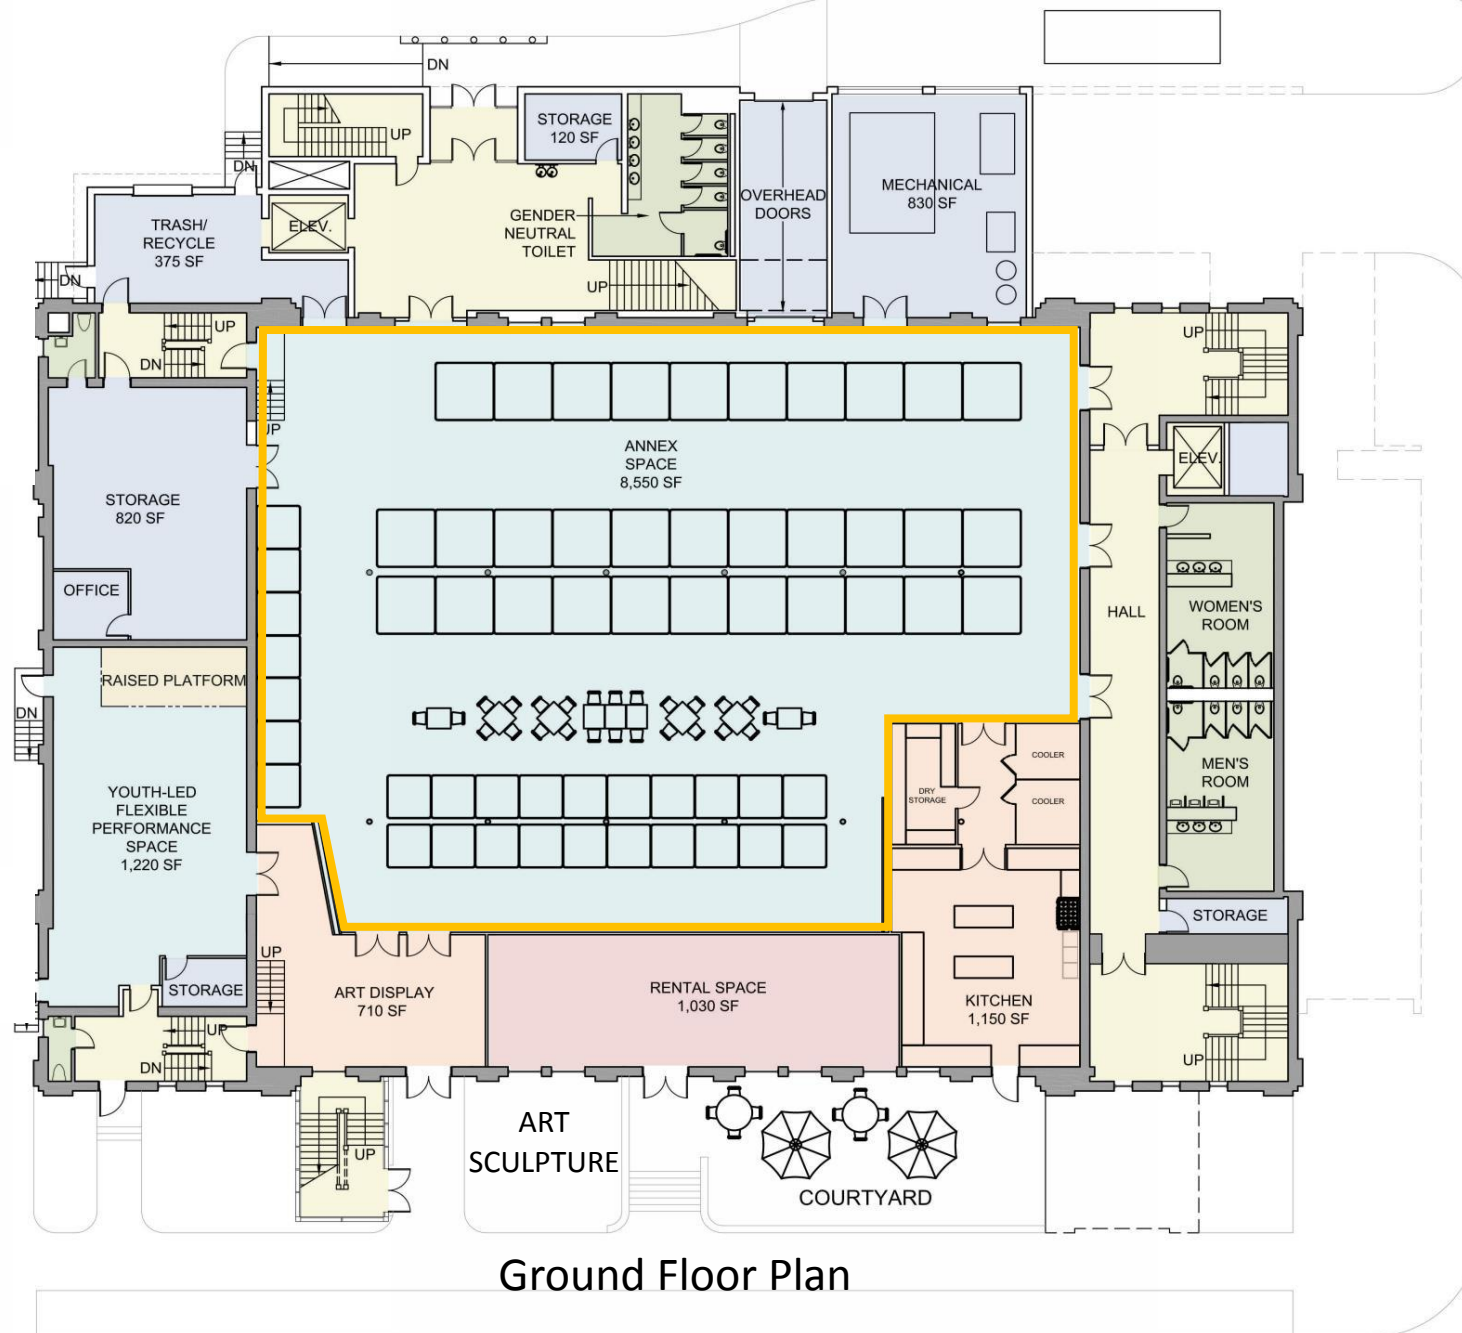 DN
UP
STORAGE
120 SF
DN
OVERHEAD
DOORS
MECHANICAL
830 SF
GENDER
NEUTRAL
TOILET
TRASH/
RECYCLE
375 SF
ELEV.
DN
UP
UP
DN
UP
UP
ANNEX
SPACE
8,550 SF
ELEV.
STORAGE
820 SF
OFFICE
HALL
WOMEN'S
ROOM
RAISED PLATFORM
DN
COOLER
DRY
STORAGE
COOLER
MEN'S
ROOM
YOUTH-LED
FLEXIBLE
PERFORMANCE
SPACE
1,220 SF
STORAGE
UP
STORAGE
ART DISPLAY
710 SF
RENTAL SPACE
1,030 SF
KITCHEN
1,150 SF
UP
DN
UP
ART
SCULPTURE
UP
COURTYARD
Ground Floor Plan